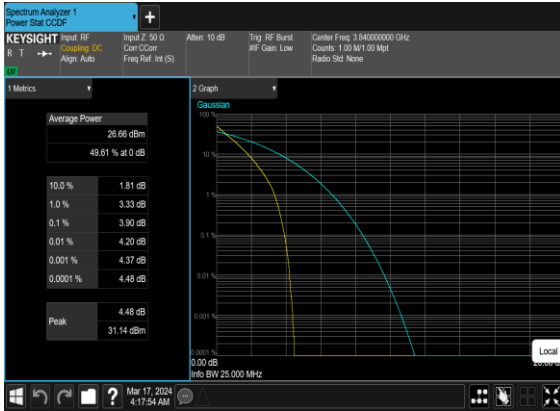 Spectrum Analyzer 1
Power Stat CCDF
KEYSIGHT
R T
Input: RF
Coupling: DC
Align: Auto
Input Z: 50 Ω
Corr CCorr
Freq Ref: Int (S)
Atten: 10 dB
Trig: RF Burst
#IF Gain: Low
Center Freq: 3.840000000 GHz
Counts: 1.00 M/1.00 Mpt
Radio Std: None
1 Metrics
Average Power
26.66 dBm
49.61 % at 0 dB
10.0 % 1.81 dB
1.0 % 3.33 dB
0.1 % 3.90 dB
0.01 % 4.20 dB
0.001 % 4.37 dB
0.0001 % 4.48 dB
Peak
4.48 dB
31.14 dBm
2 Graph
Gaussian
100 %
10 %
1 %
0.1 %
0.01 %
0.001 %
0.0001 %
0.00 dB
Info BW 25.000 MHz
Local
Mar 17, 2024
4:17:54 AM